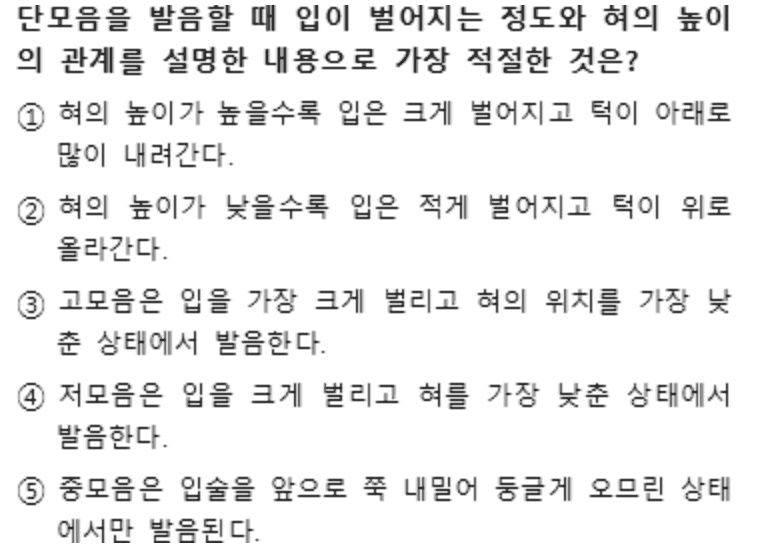 단모음을 발음할 때 입이 벌어지는 정도와 혀의 높이
의 관계를 설명한 내용으로 가장 적절한 것은?
① 혀의 높이가 높을수록 입은 크게 벌어지고 턱이 아래로
많이 내려간다.
② 혀의 높이가 낮을수록 입은 적게 벌어지고 턱이 위로
올라간다.
③ 고모음은 입을 가장 크게 벌리고 혀의 위치를 가장 낮
춘 상태에서 발음한다.
④ 저모음은 입을 크게 벌리고 혀를 가장 낮춘 상태에서
발음한다.
⑤ 중모음은 입술을 앞으로 쭉 내밀어 둥글게 오므린 상태
에서만 발음된다.